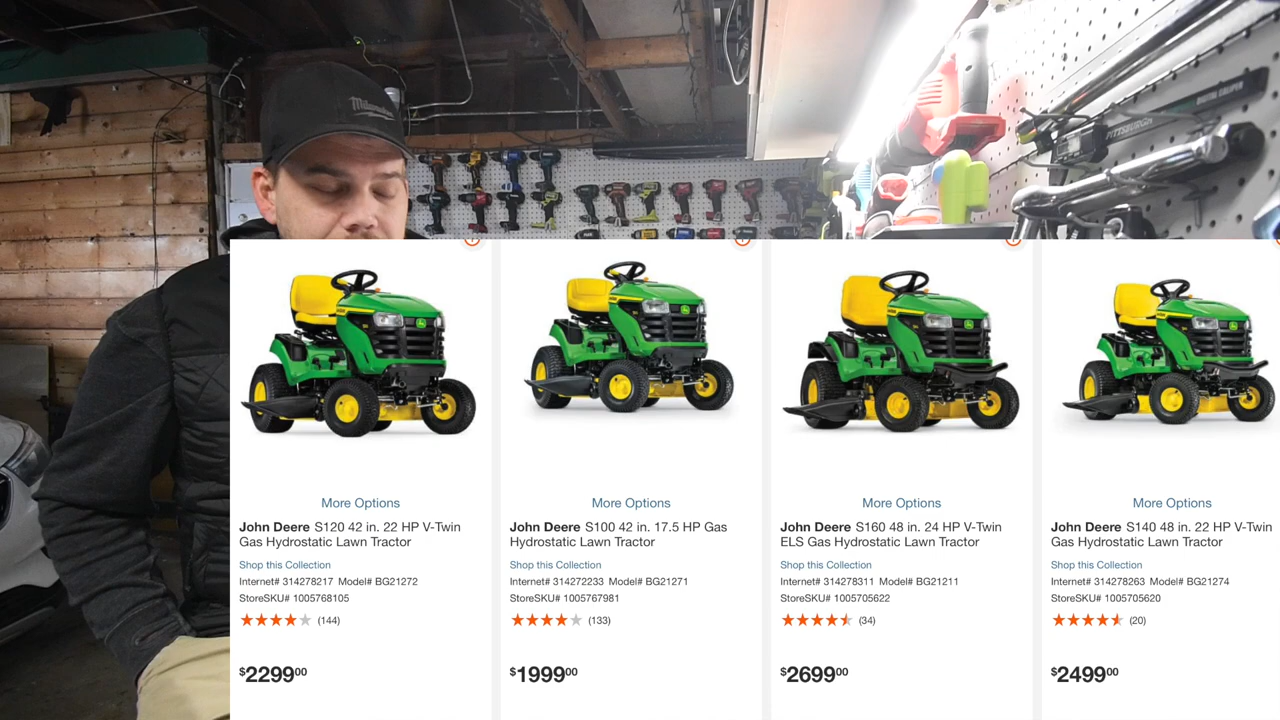 Milwaukee
DIGITAL CALIPER
PITTSBURGH
More Options
John Deere S120 42 in. 22 HP V-Twin
Gas Hydrostatic Lawn Tractor
Shop this Collection
Internet# 314278217 Model# BG21272
StoreSKU# 1005768105
(144)
$229900
More Options
John Deere S100 42 in. 17.5 HP Gas
Hydrostatic Lawn Tractor
Shop this Collection
Internet# 314272233 Model# BG21271
StoreSKU# 1005767981
(133)
$199900
More Options
John Deere S160 48 in. 24 HP V-Twin
ELS Gas Hydrostatic Lawn Tractor
Shop this Collection
Internet# 314278311 Model# BG21211
StoreSKU# 1005705622
(34)
$269900
More Options
John Deere S140 48 in. 22 HP V-Twin
Gas Hydrostatic Lawn Tractor
Shop this Collection
Internet# 314278263 Model# BG21274
StoreSKU# 1005705620
(20)
$249900